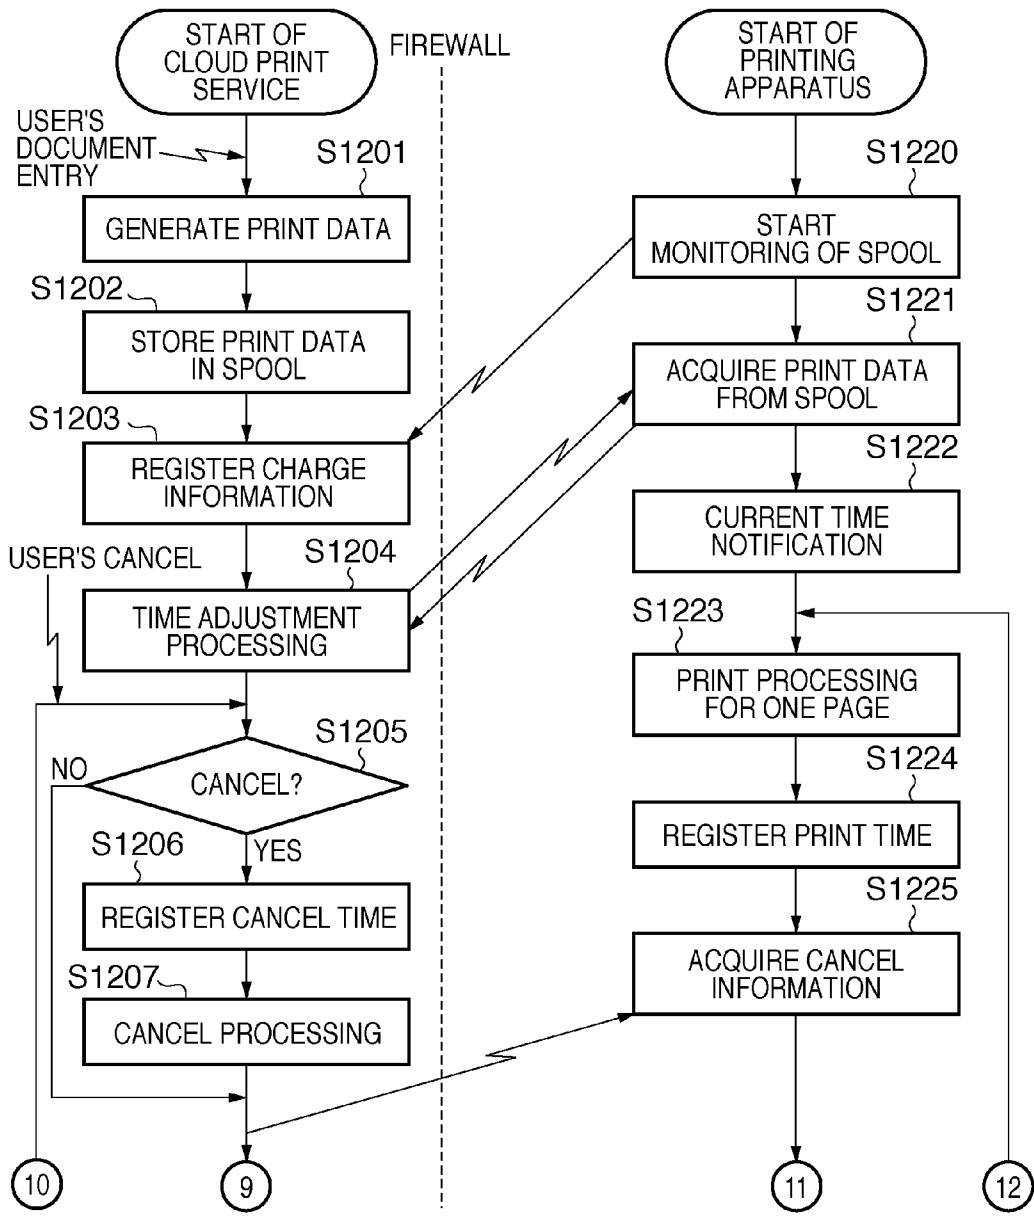 START OF
CLOUD PRINT
SERVICE
FIREWALL
START OF
PRINTING
APPARATUS
USER'S
DOCUMENT
ENTRY
S1201
GENERATE PRINT DATA
S1202
STORE PRINT DATA
IN SPOOL
S1203
REGISTER CHARGE
INFORMATION
USER'S CANCEL
S1204
TIME ADJUSTMENT
PROCESSING
S1205
NO
CANCEL?
YES
S1206
REGISTER CANCEL TIME
S1207
CANCEL PROCESSING
10
9
S1220
START
MONITORING OF SPOOL
S1221
ACQUIRE PRINT DATA
FROM SPOOL
S1222
CURRENT TIME
NOTIFICATION
S1223
PRINT PROCESSING
FOR ONE PAGE
S1224
REGISTER PRINT TIME
S1225
ACQUIRE CANCEL
INFORMATION
11
12